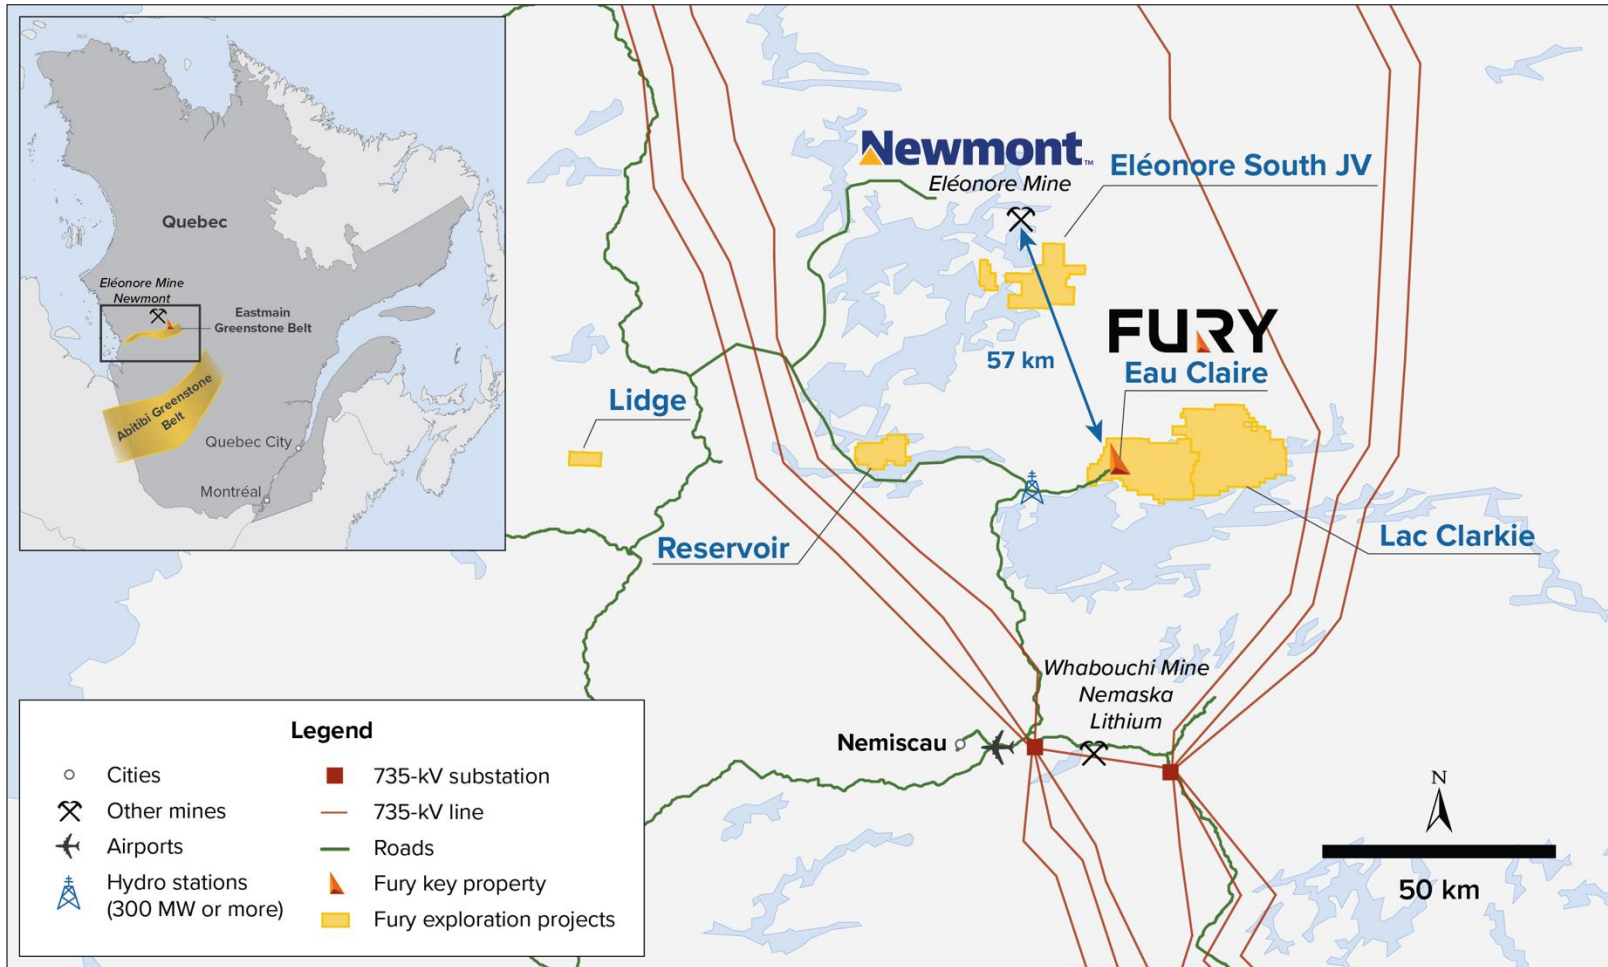 Quebec
Eléonore Mine
Newmont
Eastmain
Greenstone Belt
Abitibi Greenstone
Belt
Quebec City
Montréal
Newmont™
Eléonore Mine
Eléonore South JV
57 km
FURY
Eau Claire
Lidge
Reservoir
Lac Clarkie
Whabouchi Mine
Nemaska
Lithium
Nemiscau
N
50 km
Legend
Cities
Other mines
Airports
Hydro stations
(300 MW or more)
735-kV substation
735-kV line
Roads
Fury key property
Fury exploration projects